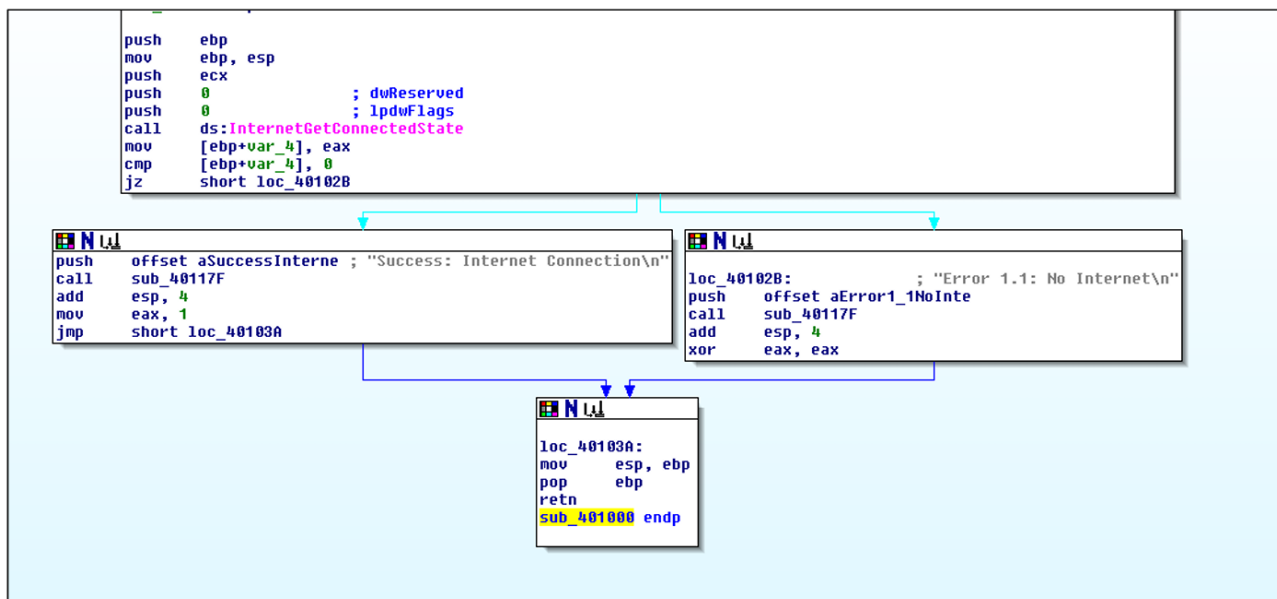 push ebp
mov ebp, esp
push ecx
push 0 ; dwReserved
push 0 ; lpdwFlags
call ds:InternetGetConnectedState
mov [ebp+var_4], eax
cmp [ebp+var_4], 0
jz short loc_40102B
N
push offset aSuccessInterne ; "Success: Internet Connection\n"
call sub_40117F
add esp, 4
mov eax, 1
jmp short loc_40103A
N
loc_40102B: ; "Error 1.1: No Internet\n"
push offset aError1_1NoInte
call sub_40117F
add esp, 4
xor eax, eax
N
loc_40103A:
mov esp, ebp
pop ebp
retn
sub_401000 endp